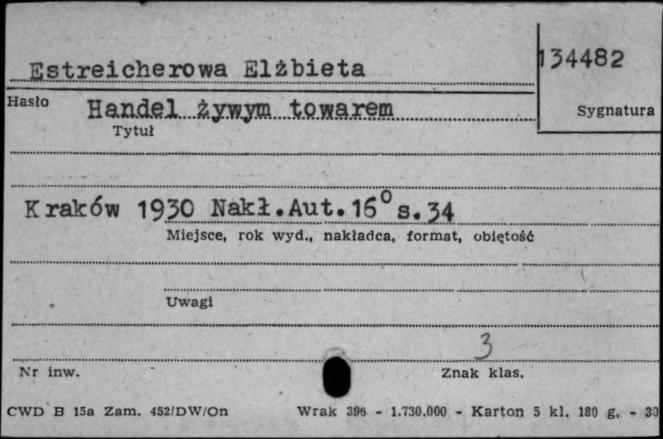 Estreicherowa Elżbieta
134482
Hasło
Handel żywym towarem
Sygnatura
Tytuł
Kraków 1930 Nakł.Aut.16° s.34
Miejsce, rok wyd., nakładca, format, obiętość
Uwagi
3
Nr inw.
Znak klas.
CWD B 15a Zam. 452/DW/On Wrak 396 - 1.730.000 - Karton 5 kl. 180 g. - 30